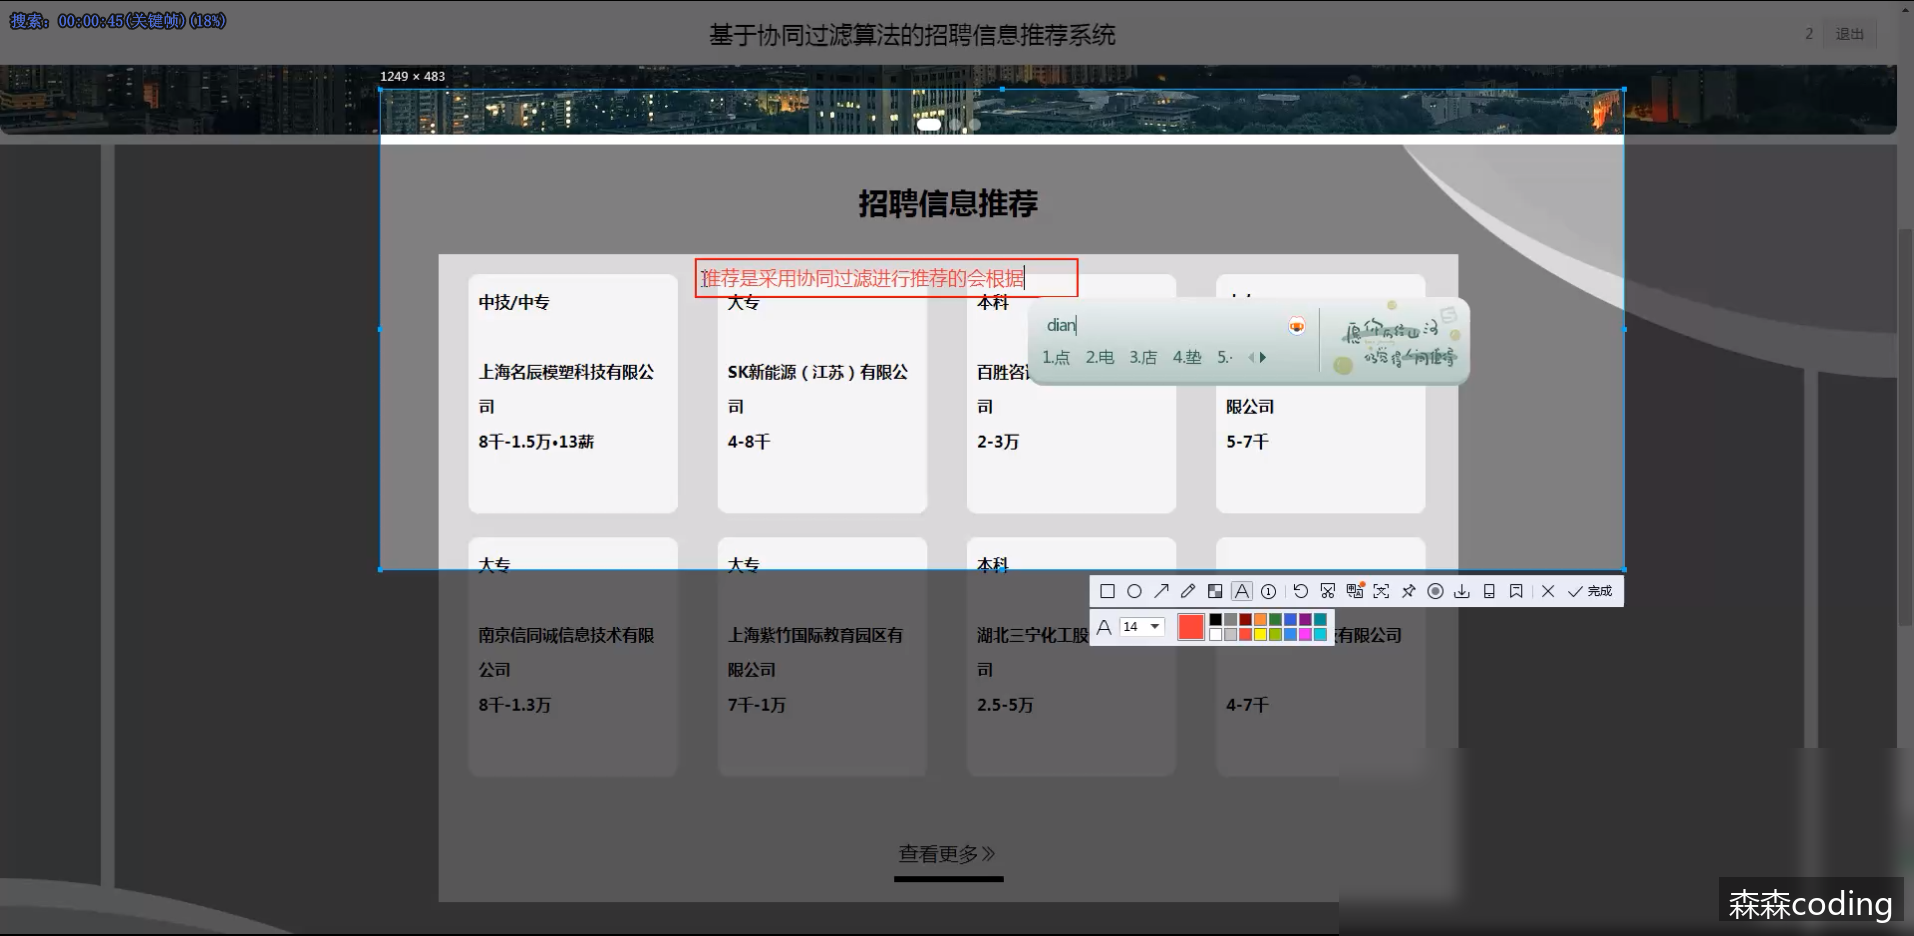 搜索：00:00:45(关键帧)(18%)
基于协同过滤算法的招聘信息推荐系统
2 退出
1249 × 483
招聘信息推荐
推荐是采用协同过滤进行推荐的会根据
中技/中专
大专
本科
dian
1.点 2.电 3.店 4.垫 5.
上海名辰模塑科技有限公
司
8千-1.5万•13薪
SK新能源（江苏）有限公
司
4-8千
百胜咨
司
2-3万
限公司
5-7千
大专
大专
本科
完成
A 14
南京信同诚信息技术有限
公司
8千-1.3万
上海紫竹国际教育园区有
限公司
7千-1万
湖北三宁化工股
司
2.5-5万
有限公司
4-7千
查看更多
森森coding